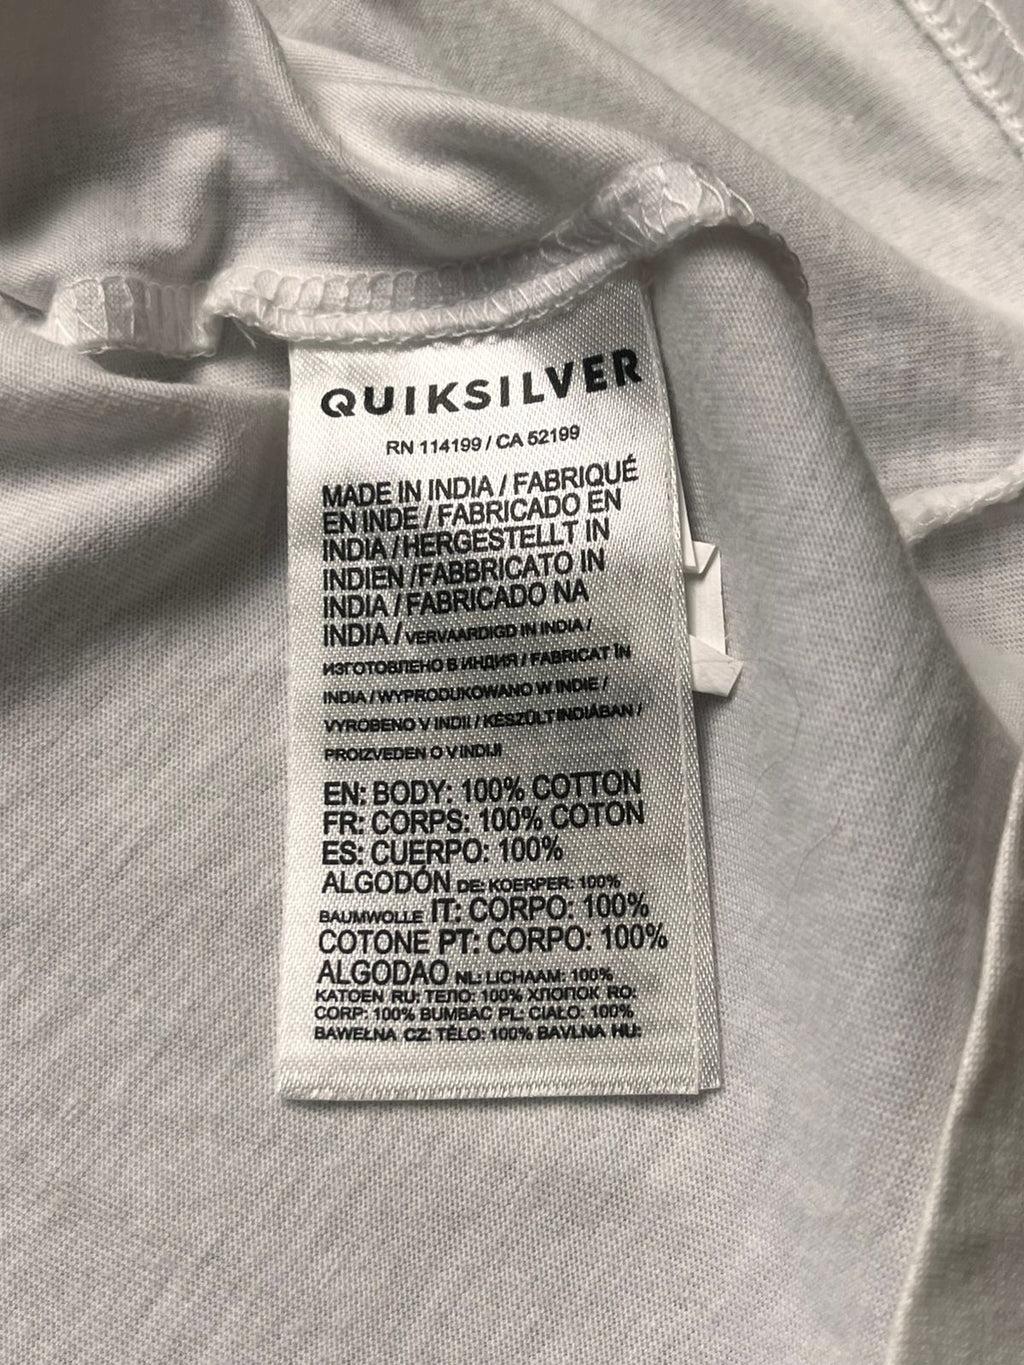 QUIKSILVER
RN 114199 / CA 52199
MADE IN INDIA / FABRIQUÉ
EN INDE / FABRICADO EN
INDIA / HERGESTELLT IN
INDIEN /FABBRICATO IN
INDIA / FABRICADO NA
INDIA / VERVAARDIGD IN INDIA /
ИЗГОТОВЛЕНО В ИНДИЯ / FABRICAT ÎN
INDIA / WYPRODUKOWANO W INDIE /
VYROBENO V INDII / KÉSZÜLT INDIÁBAN /
PROIZVEDEN O V INDIJI
EN: BODY: 100% COTTON
FR: CORPS: 100% COTON
ES: CUERPO: 100%
ALGODÓN DE: KOERPER: 100%
BAUMWOLLE IT: CORPO: 100%
COTONE PT: CORPO: 100%
ALGODAO NL: LICHAAM: 100%
KATOEN RU: ТЕЛО: 100% ХЛОПОК RO:
CORP: 100% BUMBAC PL: CIAŁO: 100%
BAWEŁNA CZ: TĚLO: 100% BAVLNA HU: